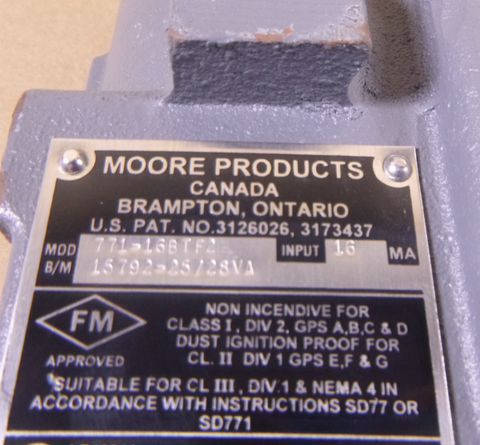 MOORE PRODUCTS
CANADA
BRAMPTON, ONTARIO
U.S. PAT. NO.3126026, 3173437
MOD 771-16BTF2 INPUT 16 MA
B/M 15792-2S/28VA
FM
APPROVED
NON INCENDIVE FOR
CLASS I, DIV 2, GPS A,B,C & D
DUST IGNITION PROOF FOR
CL. II DIV 1 GPS E,F & G
SUITABLE FOR CL III, DIV.1 & NEMA 4 IN
ACCORDANCE WITH INSTRUCTIONS SD77 OR
SD771